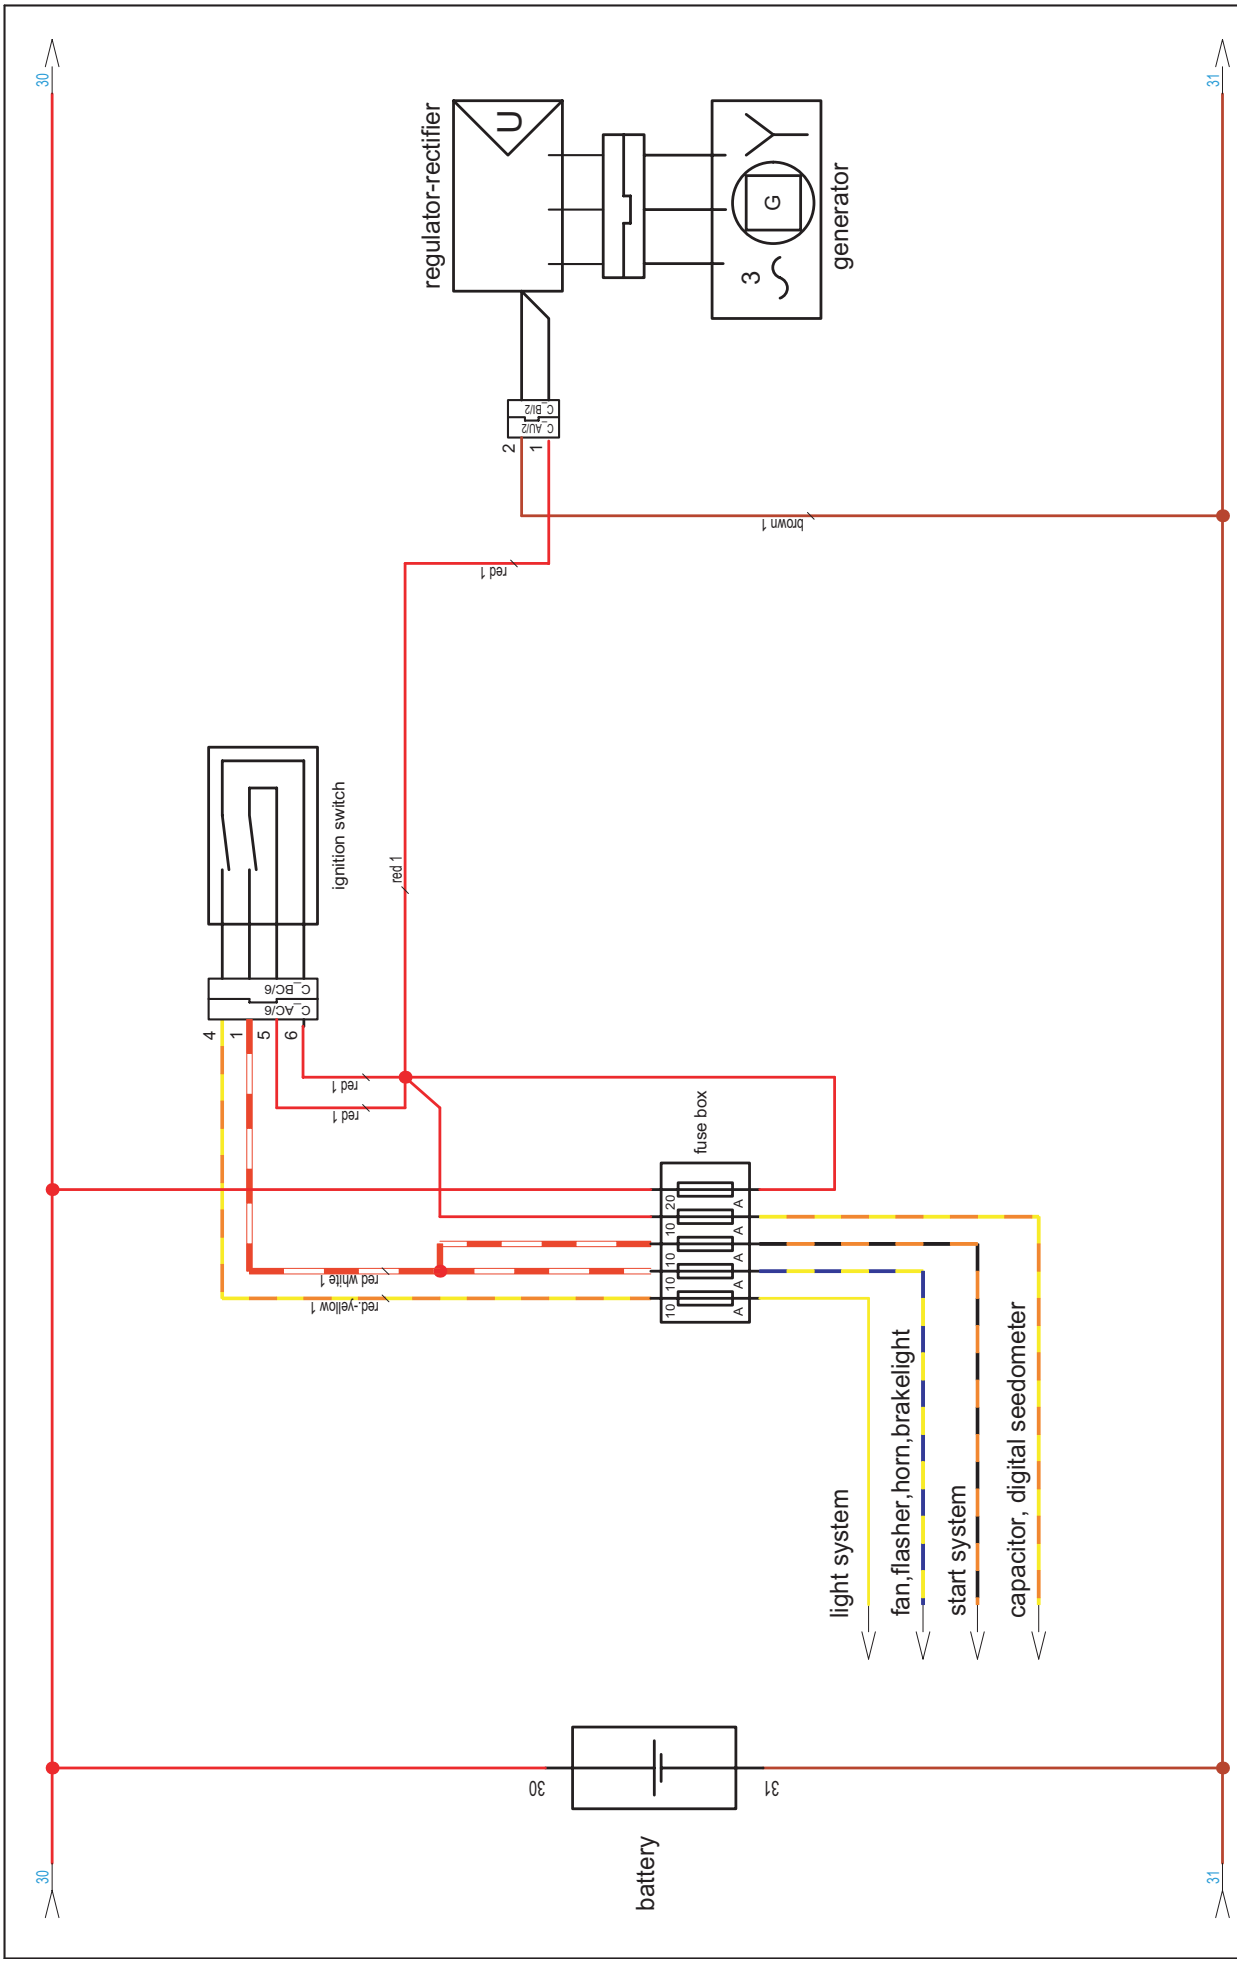 30
30
31
31
regulator-rectifier
U
generator
G
3
C_BI/2
C_AU/2
2
1
brown 1
red 1
red 1
ignition switch
C_BC/6
C_AC/6
4
1
5
6
red 1
red 1
red white 1
red.-yellow 1
fuse box
20
A
10
A
10
A
10
A
10
A
light system
fan,flasher,horn,brakelight
start system
capacitor, digital seedometer
battery
30
31